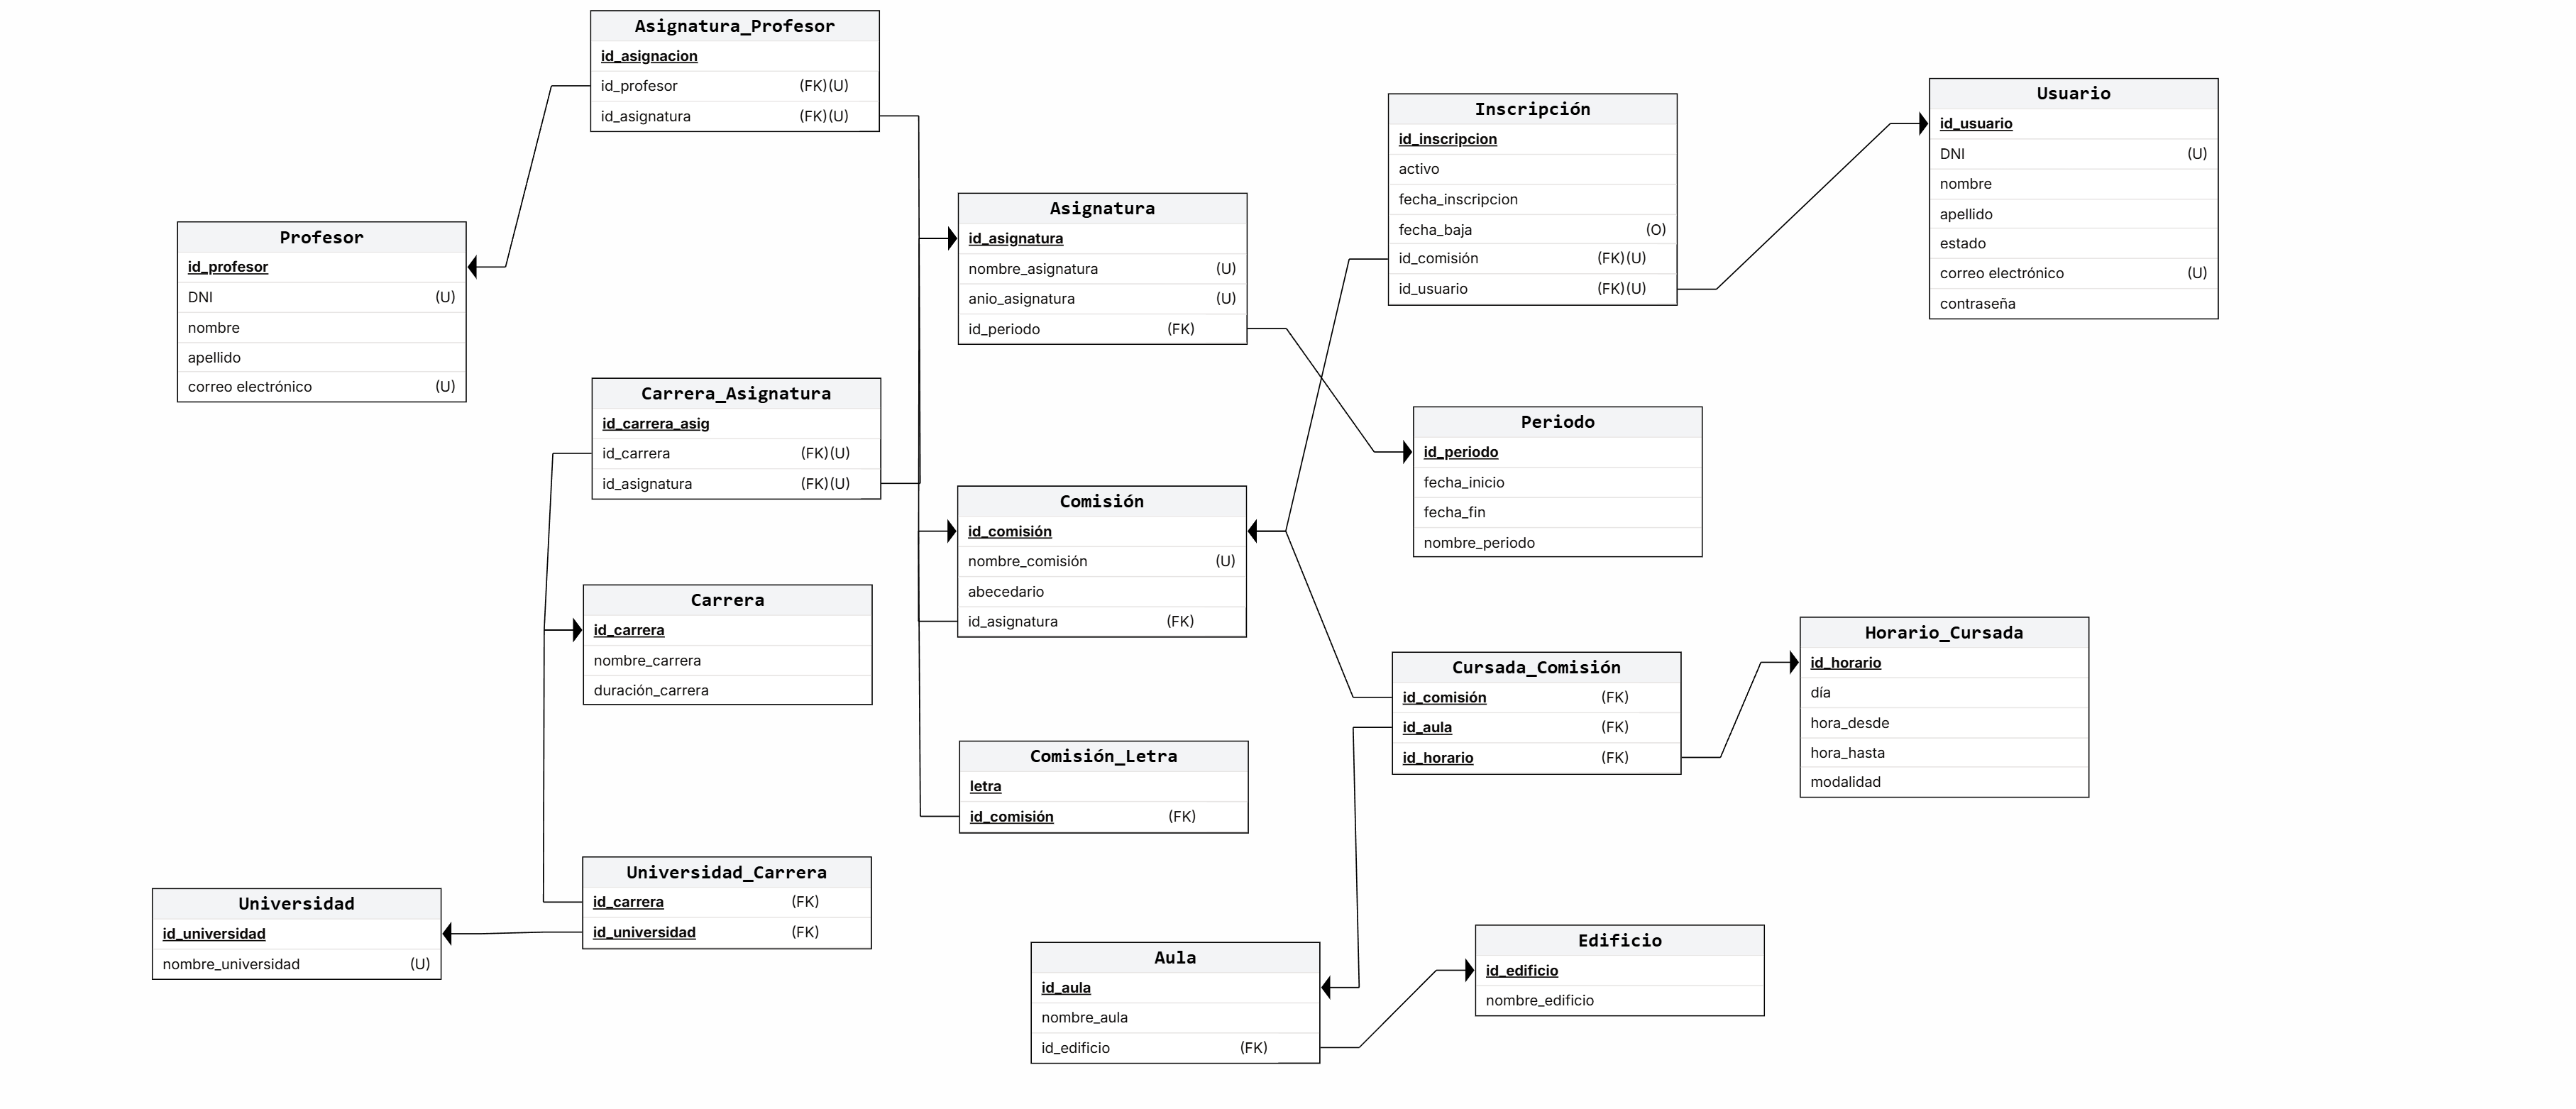 Asignatura_Profesor
id_asignacion
id_profesor (FK)(U)
id_asignatura (FK)(U)
Profesor
id_profesor
DNI (U)
nombre
apellido
correo electrónico (U)
Asignatura
id_asignatura
nombre_asignatura (U)
anio_asignatura (U)
id_periodo (FK)
Inscripción
id_inscripcion
activo
fecha_inscripcion
fecha_baja (O)
id_comisión (FK)(U)
id_usuario (FK)(U)
Usuario
id_usuario
DNI (U)
nombre
apellido
estado
correo electrónico (U)
contraseña
Carrera_Asignatura
id_carrera_asig
id_carrera (FK)(U)
id_asignatura (FK)(U)
Periodo
id_periodo
fecha_inicio
fecha_fin
nombre_periodo
Comisión
id_comisión
nombre_comisión (U)
abecedario
id_asignatura (FK)
Carrera
id_carrera
nombre_carrera
duración_carrera
Cursada_Comisión
id_comisión (FK)
id_aula (FK)
id_horario (FK)
Horario_Cursada
id_horario
día
hora_desde
hora_hasta
modalidad
Comisión_Letra
letra
id_comisión (FK)
Universidad_Carrera
id_carrera (FK)
id_universidad (FK)
Universidad
id_universidad
nombre_universidad (U)
Aula
id_aula
nombre_aula
id_edificio (FK)
Edificio
id_edificio
nombre_edificio